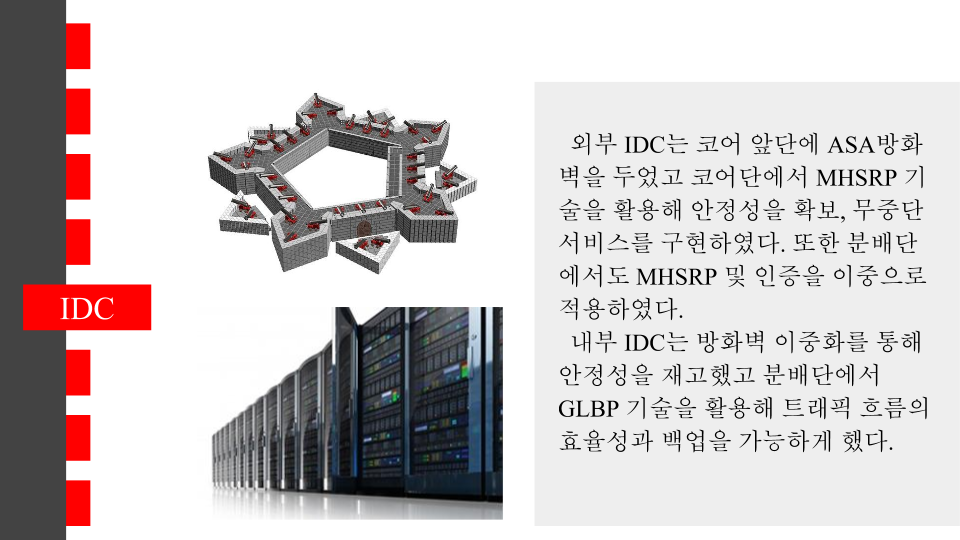 IDC
외부 IDC는 코어 앞단에 ASA방화
벽을 두었고 코어단에서 MHSRP 기
술을 활용해 안정성을 확보, 무중단
서비스를 구현하였다. 또한 분배단
에서도 MHSRP 및 인증을 이중으로
적용하였다.
내부 IDC는 방화벽 이중화를 통해
안정성을 재고했고 분배단에서
GLBP 기술을 활용해 트래픽 흐름의
효율성과 백업을 가능하게 했다.